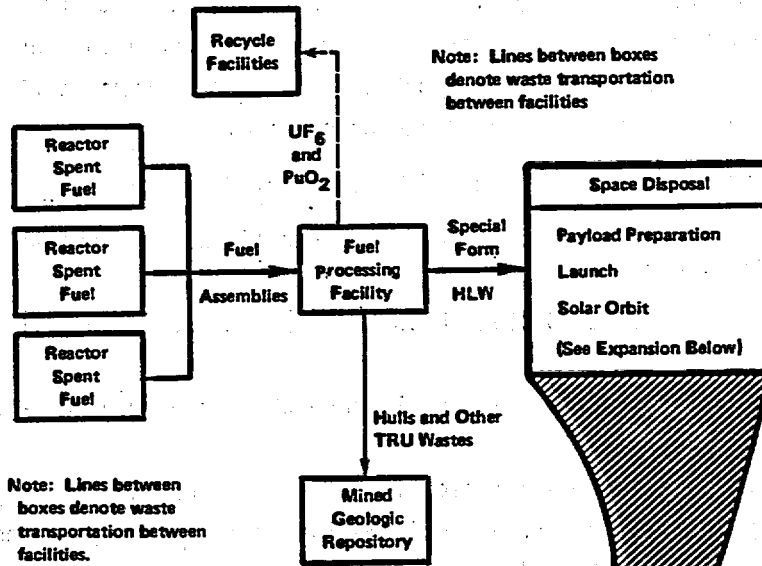 Recycle
Facilities
Note: Lines between boxes
denote waste transportation
between facilities
UF6
and
PuO2
Reactor
Spent
Fuel
Reactor
Spent
Fuel
Reactor
Spent
Fuel
Fuel
Assemblies
Fuel
Processing
Facility
Special
Form
HLW
Space Disposal
Payload Preparation
Launch
Solar Orbit
(See Expansion Below)
Hulls and Other
TRU Wastes
Mined
Geologic
Repository
Note: Lines between
boxes denote waste
transportation between
facilities.